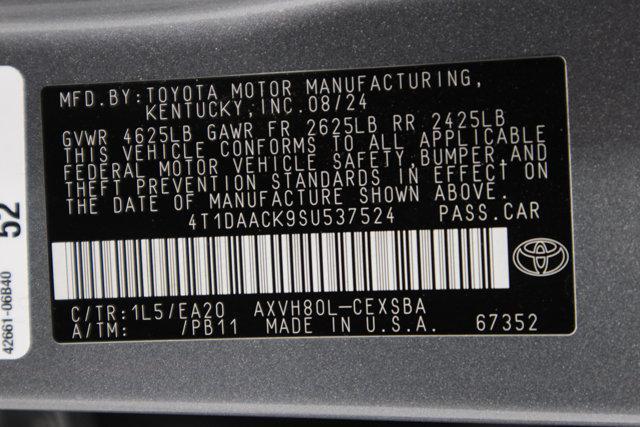 MFD.BY: TOYOTA MOTOR MANUFACTURING,
KENTUCKY, INC. 08/24
GVWR 4625LB GAWR FR 2625LB RR 2425LB
THIS VEHICLE CONFORMS TO ALL APPLICABLE
FEDERAL MOTOR VEHICLE SAFETY, BUMPER, AND
THEFT PREVENTION STANDARDS IN EFFECT ON
THE DATE OF MANUFACTURE SHOWN ABOVE.
4T1DAACK9SU537524 PASS.CAR
C/TR: 1L5/EA20 AXVH80L-CEXSBA
A/TM: /PB11 MADE IN U.S.A. 67352
52
42661-06B40